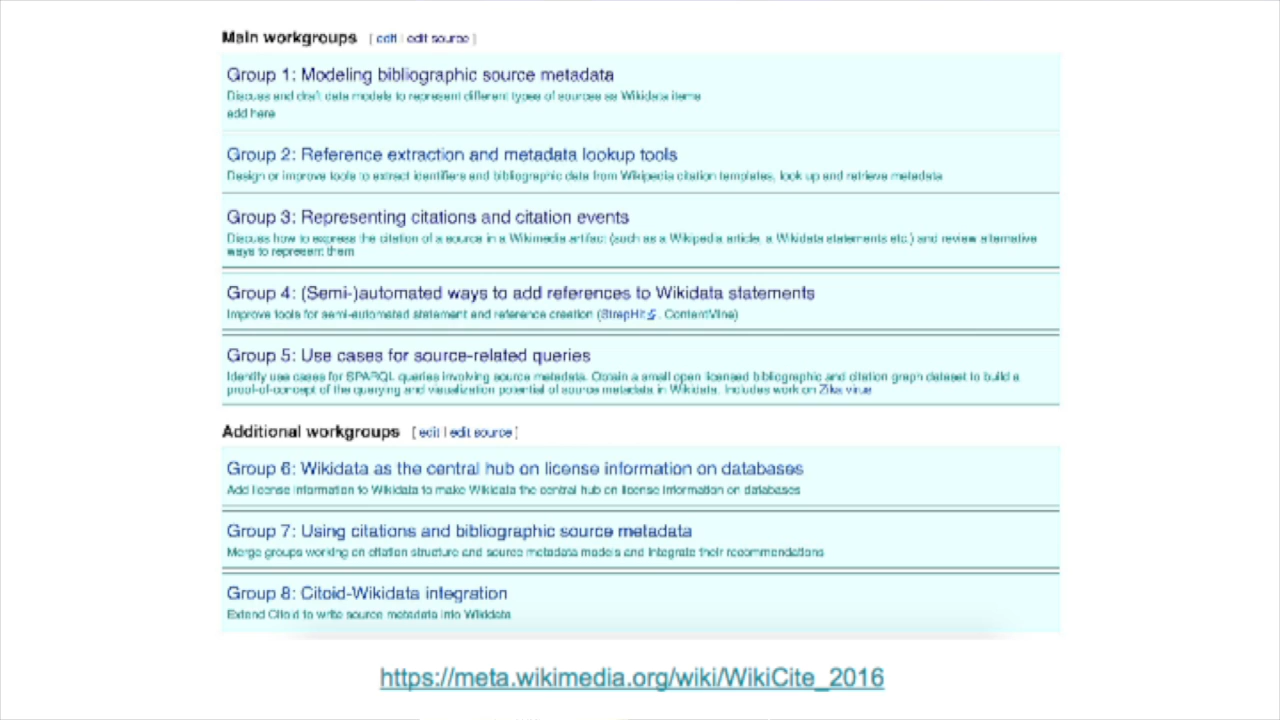 Main workgroups [ edit | edit source ]
Group 1: Modeling bibliographic source metadata
Discuss and draft data models to represent different types of sources as Wikidata items
add here
Group 2: Reference extraction and metadata lookup tools
Design or improve tools to extract identifiers and bibliographic data from Wikipedia citation templates, look up and retrieve metadata
Group 3: Representing citations and citation events
Discuss how to express the citation of a source in a Wikimedia artifact (such as a Wikipedia article, a Wikidata statements etc.) and review alternative
ways to represent them
Group 4: (Semi-)automated ways to add references to Wikidata statements
Improve tools for semi-automated statement and reference creation (StrepHit, ContentMine)
Group 5: Use cases for source-related queries
Identify use cases for SPARQL queries involving source metadata. Obtain a small open licensed bibliographic and citation graph dataset to build a
proof-of-concept of the querying and visualization potential of source metadata in Wikidata. Includes work on Zika virus
Additional workgroups [ edit | edit source ]
Group 6: Wikidata as the central hub on license information on databases
Add license information to Wikidata to make Wikidata the central hub on license information on databases
Group 7: Using citations and bibliographic source metadata
Merge groups working on citation structure and source metadata models and integrate their recommendations
Group 8: Citoid-Wikidata integration
Extend Citoid to write source metadata into Wikidata
https://meta.wikimedia.org/wiki/WikiCite_2016